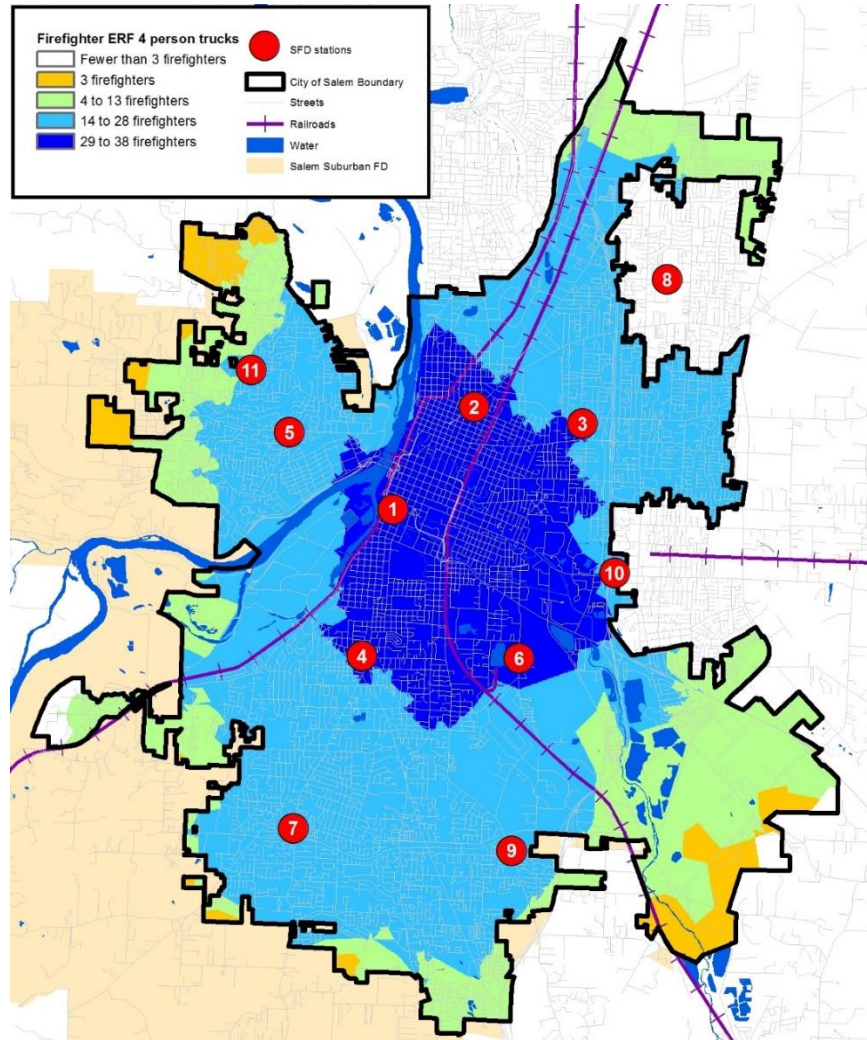 Firefighter ERF 4 person trucks
Fewer than 3 firefighters
3 firefighters
4 to 13 firefighters
14 to 28 firefighters
29 to 38 firefighters
SFD stations
City of Salem Boundary
Streets
Railroads
Water
Salem Suburban FD
8
11
2
3
5
1
10
4
6
7
9